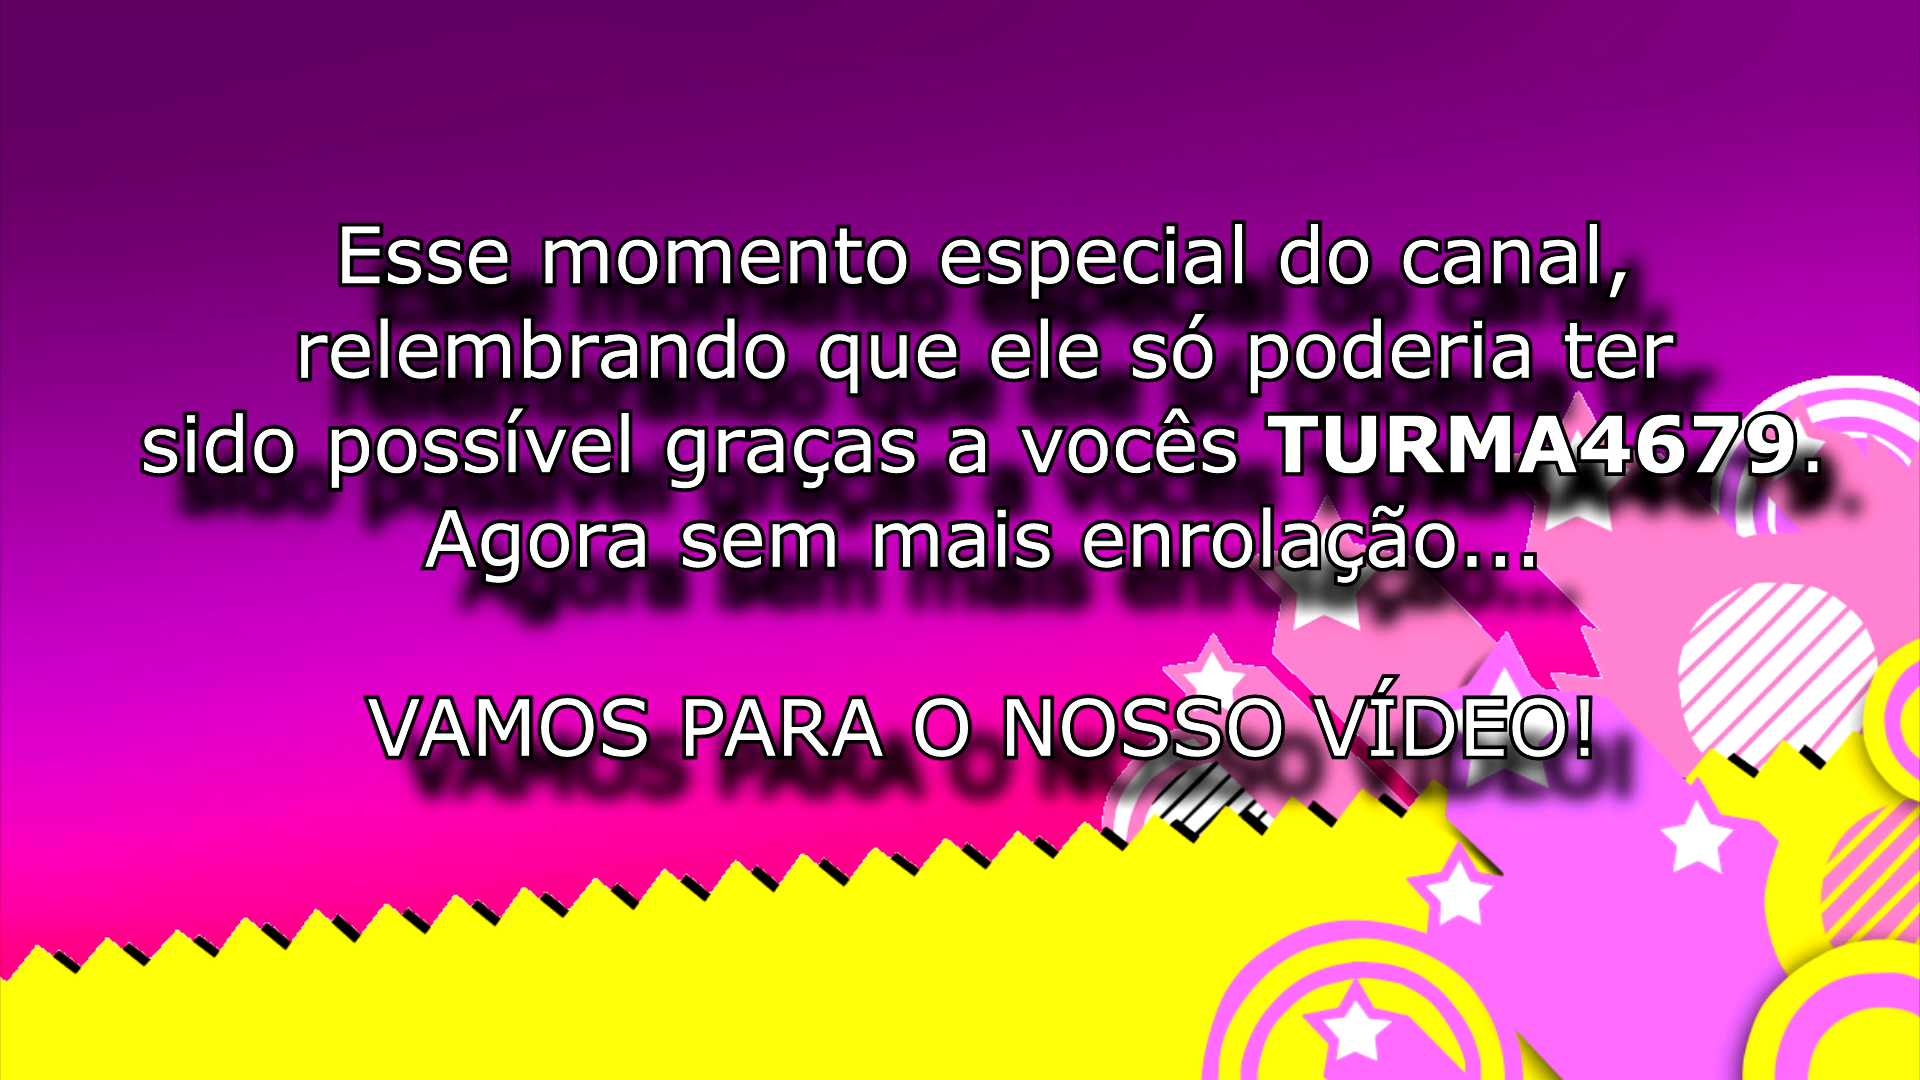 Esse momento especial do canal,
relembrando que ele só poderia ter
sido possível graças a vocês TURMA4679.
Agora sem mais enrolação...
VAMOS PARA O NOSSO VÍDEO!